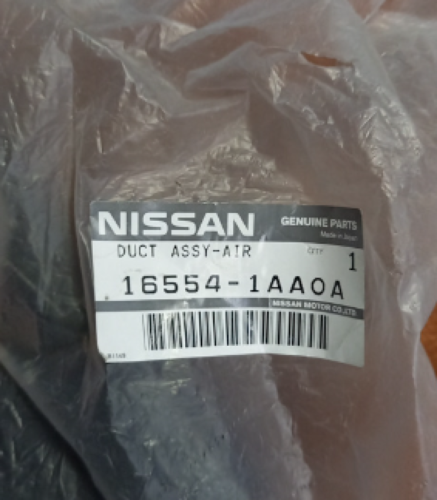 NISSAN GENUINE PARTS
Made in Japan
DUCT ASSY-AIR QTY 1
16554-1AA0A
NISSAN MOTOR CO.,LTD.